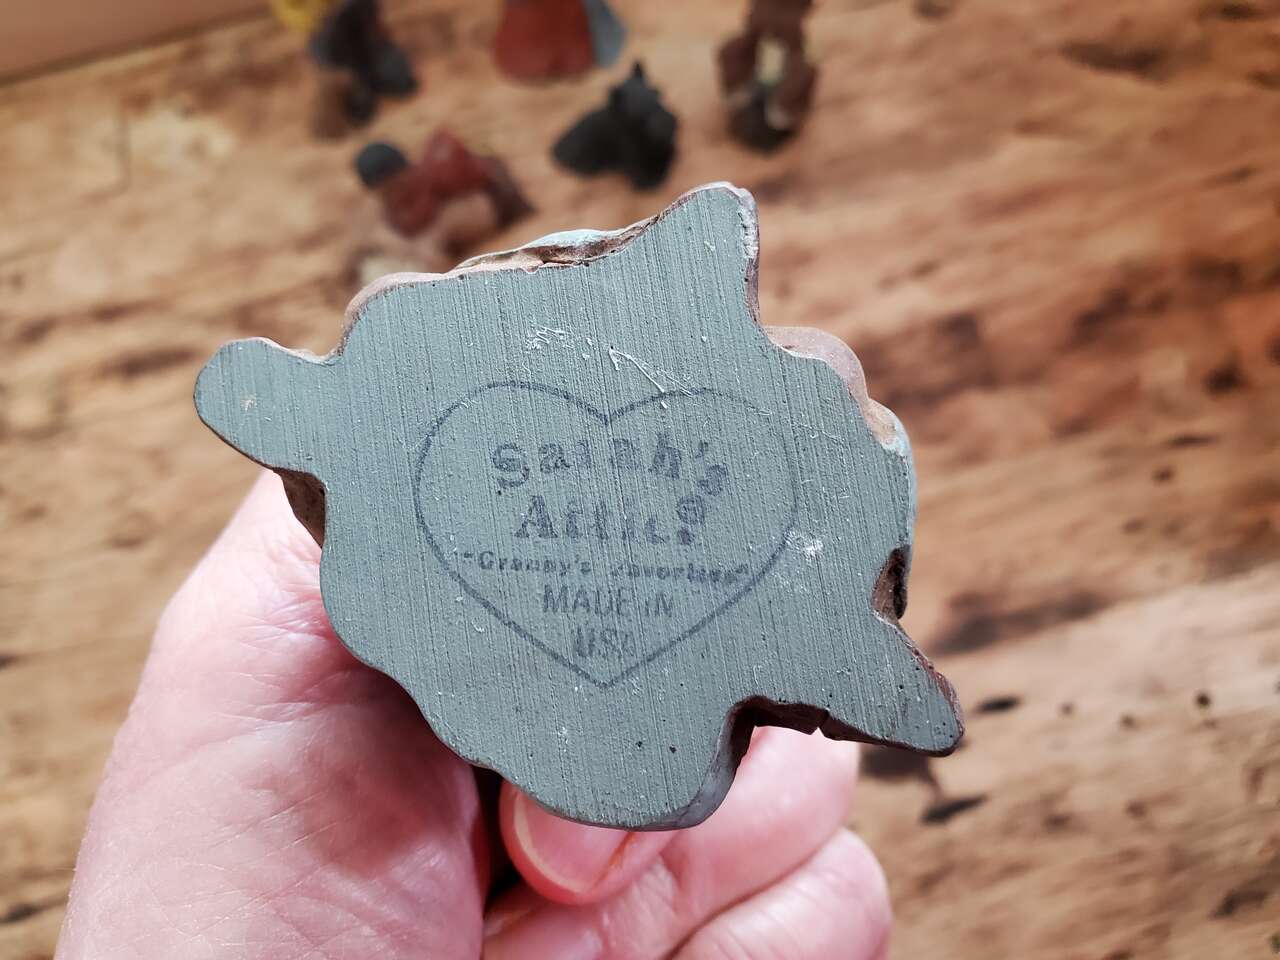 Sarah's
Attic
"Granny's Favorites"
MADE IN
USA